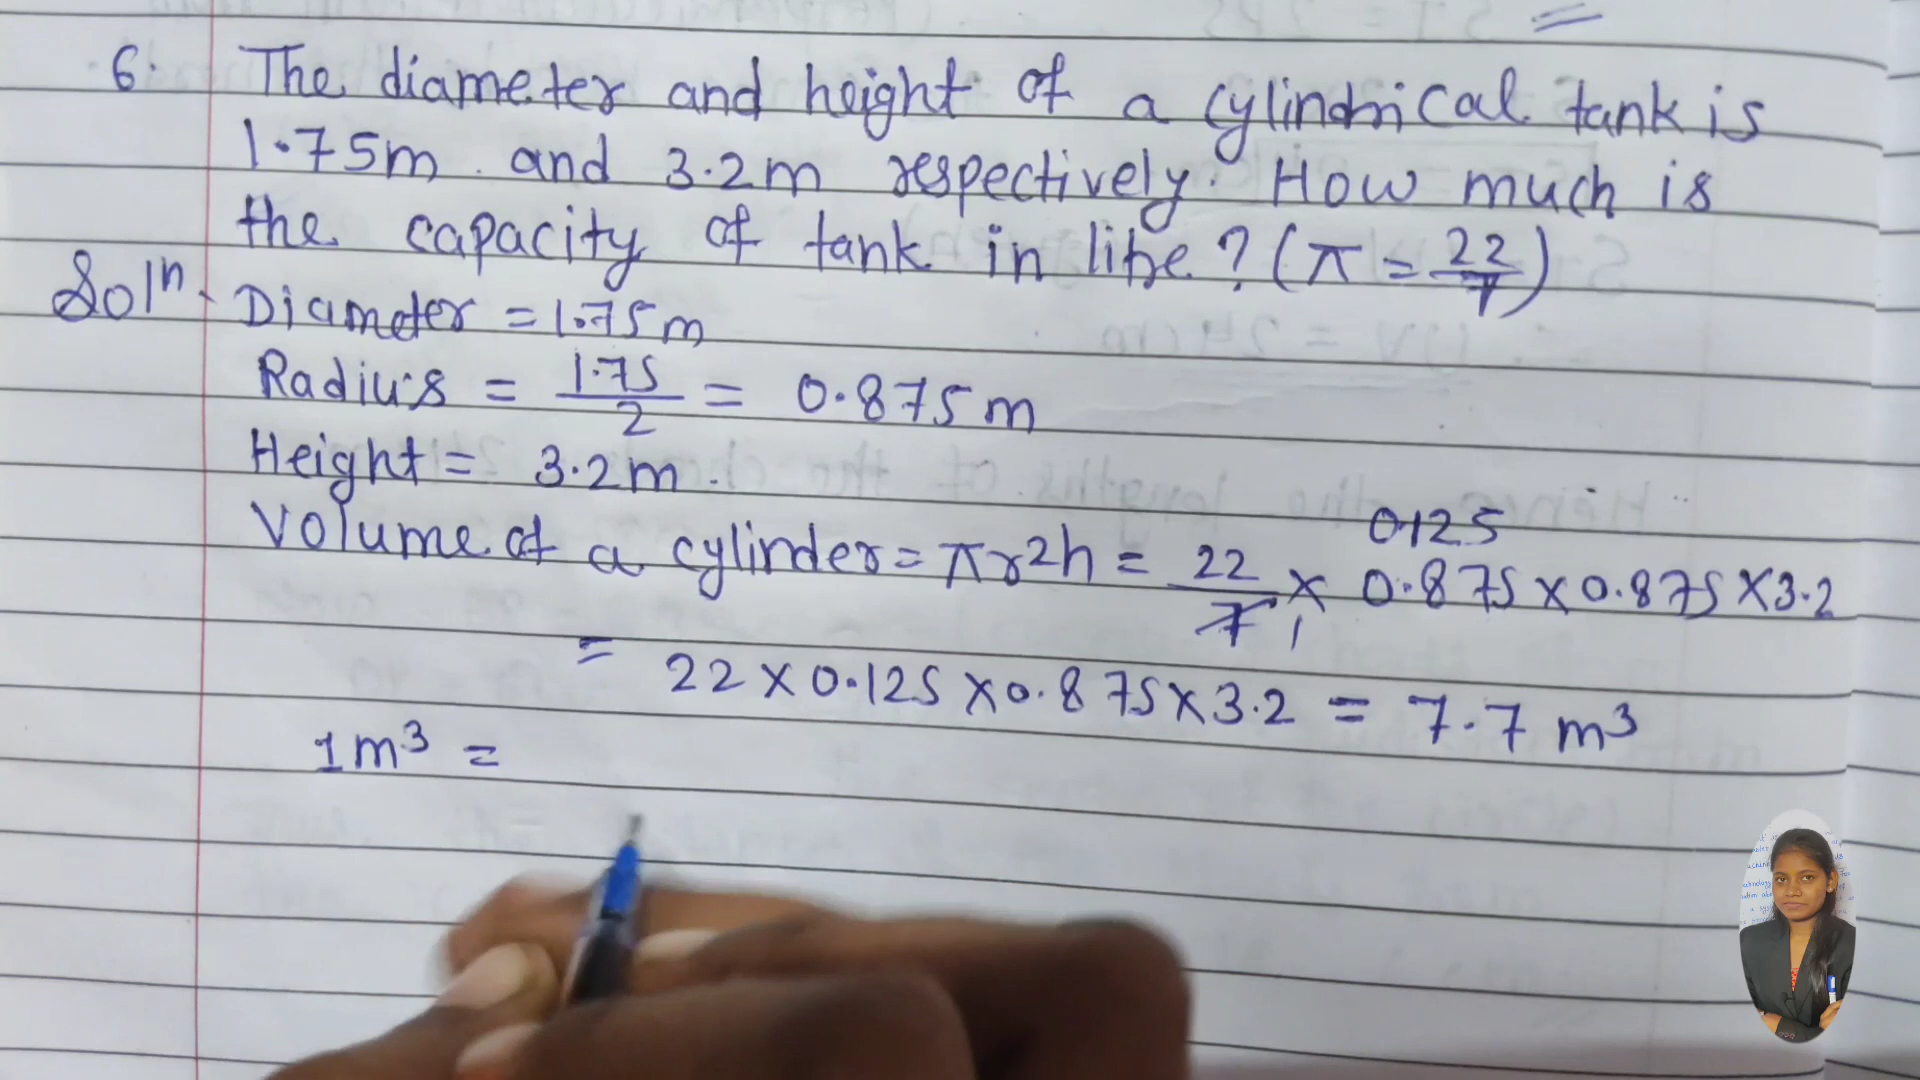 6. The diameter and height of a cylindrical tank is
1.75m and 3.2m respectively. How much is
the capacity of tank in litre? (π = 22/7)
Solⁿ. Diameter = 1.75m
Radius = 1.75/2 = 0.875m
Height = 3.2m.
Volume of a cylinder = πr2h = 22/7 1 × 0.875 0.125 × 0.875 × 3.2
= 22 × 0.125 × 0.875 × 3.2 = 7.7 m³
1m³ =